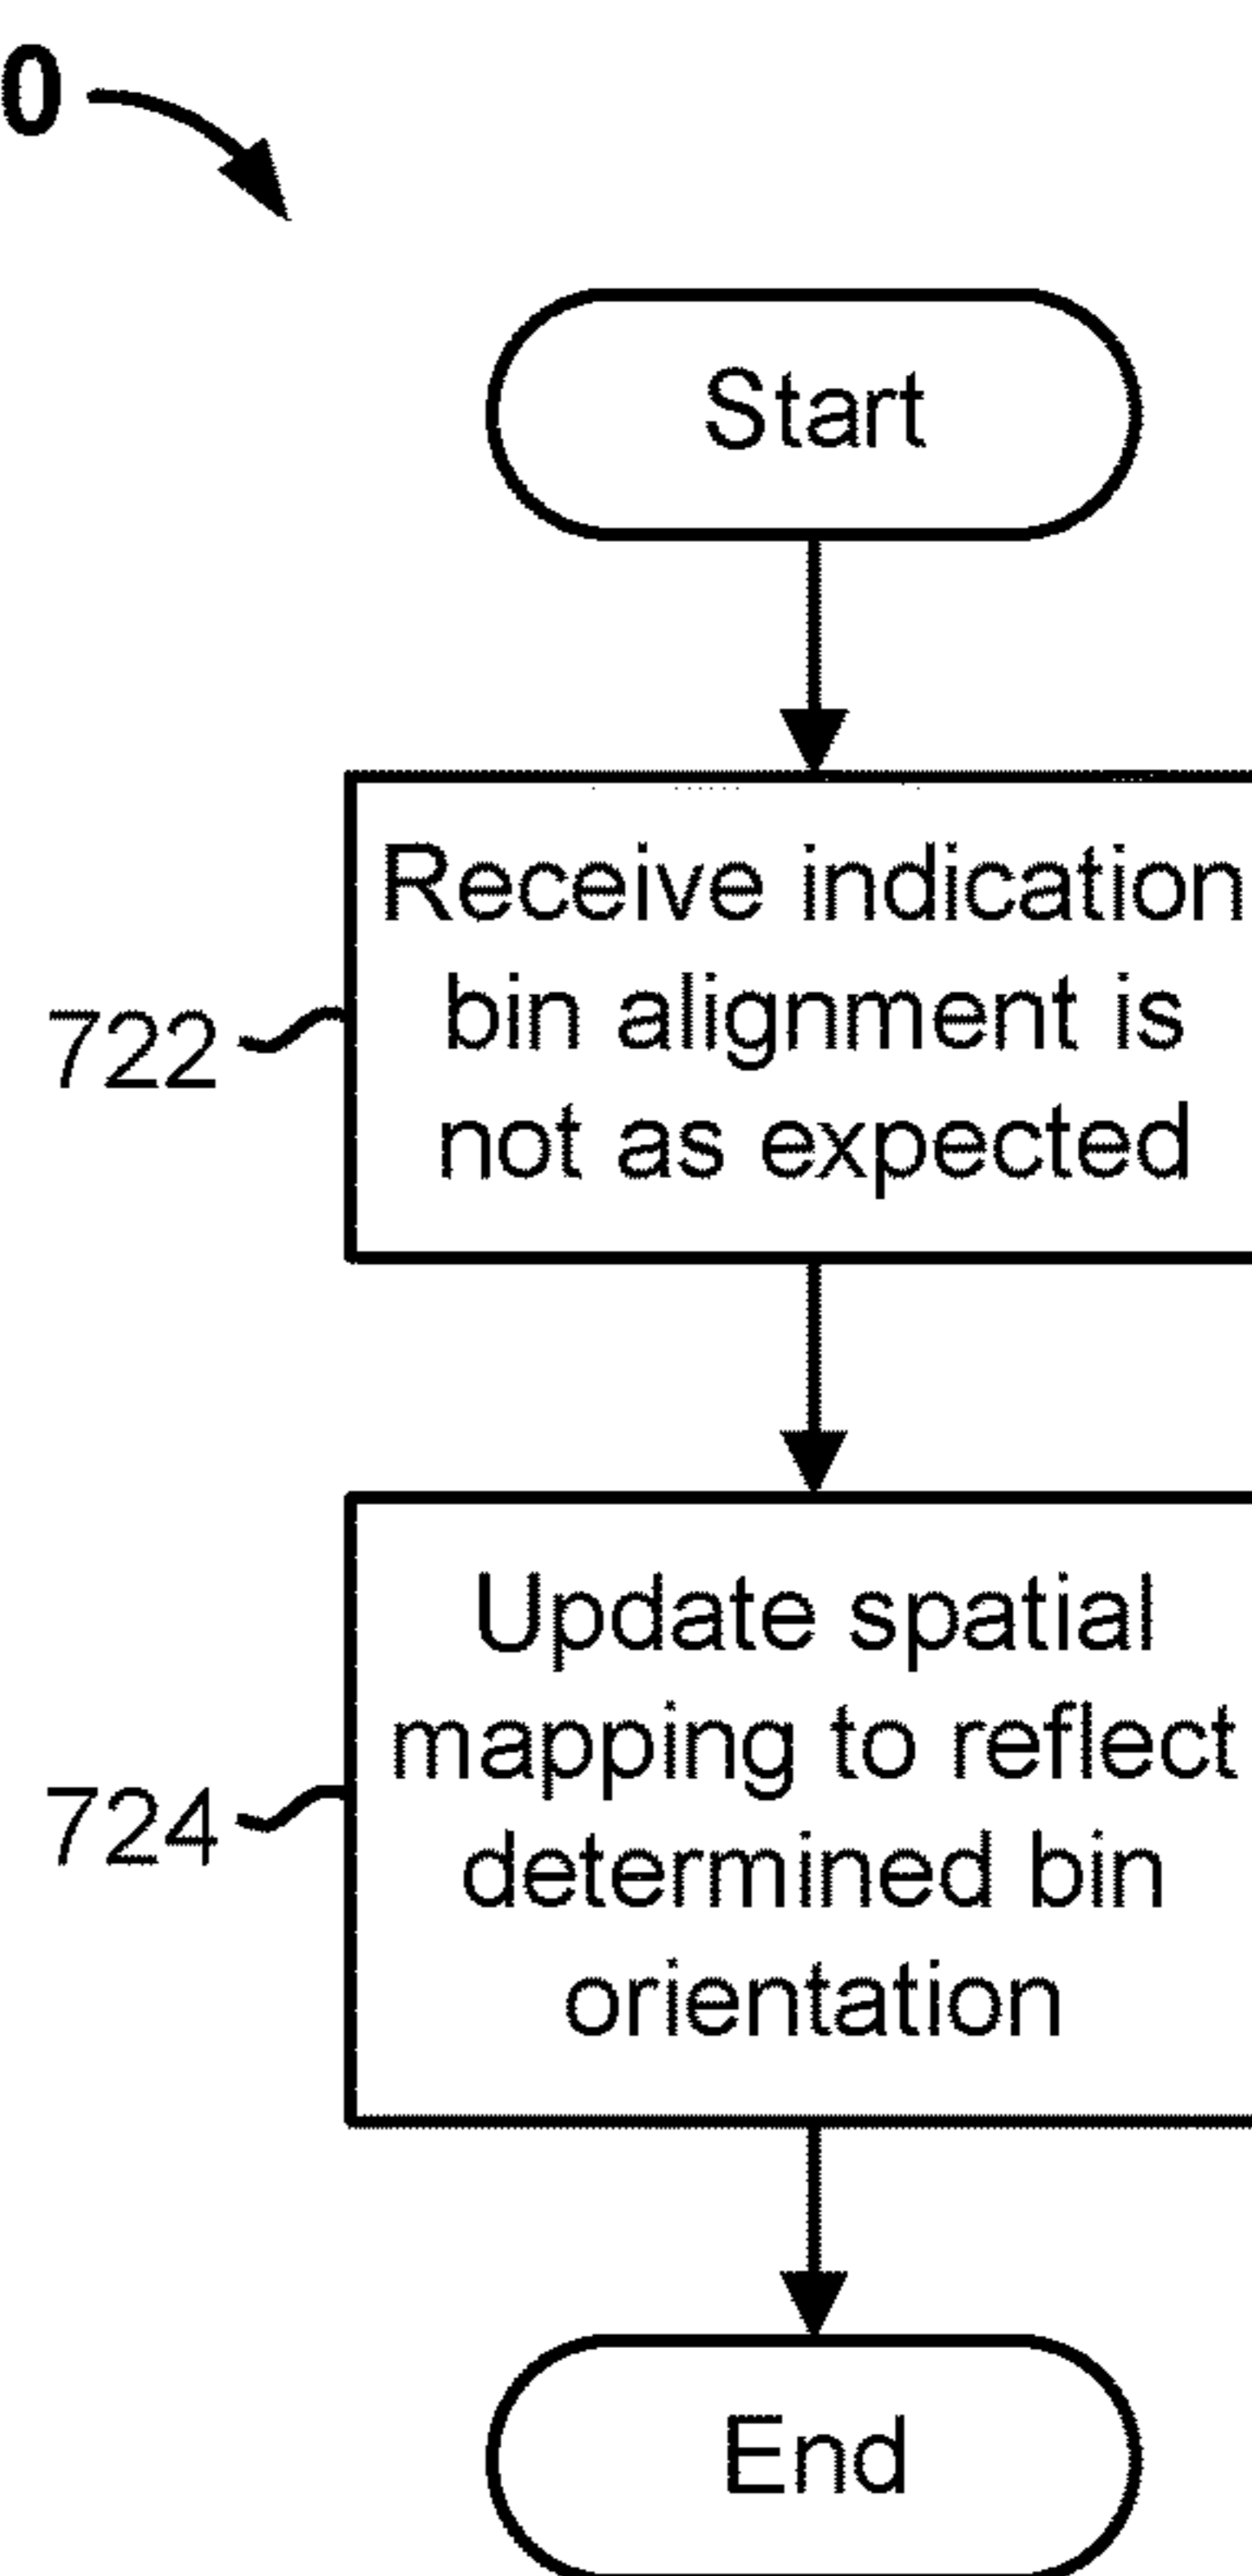 0
Start
Receive indication
bin alignment is
not as expected
722
Update spatial
mapping to reflect
determined bin
orientation
724
End